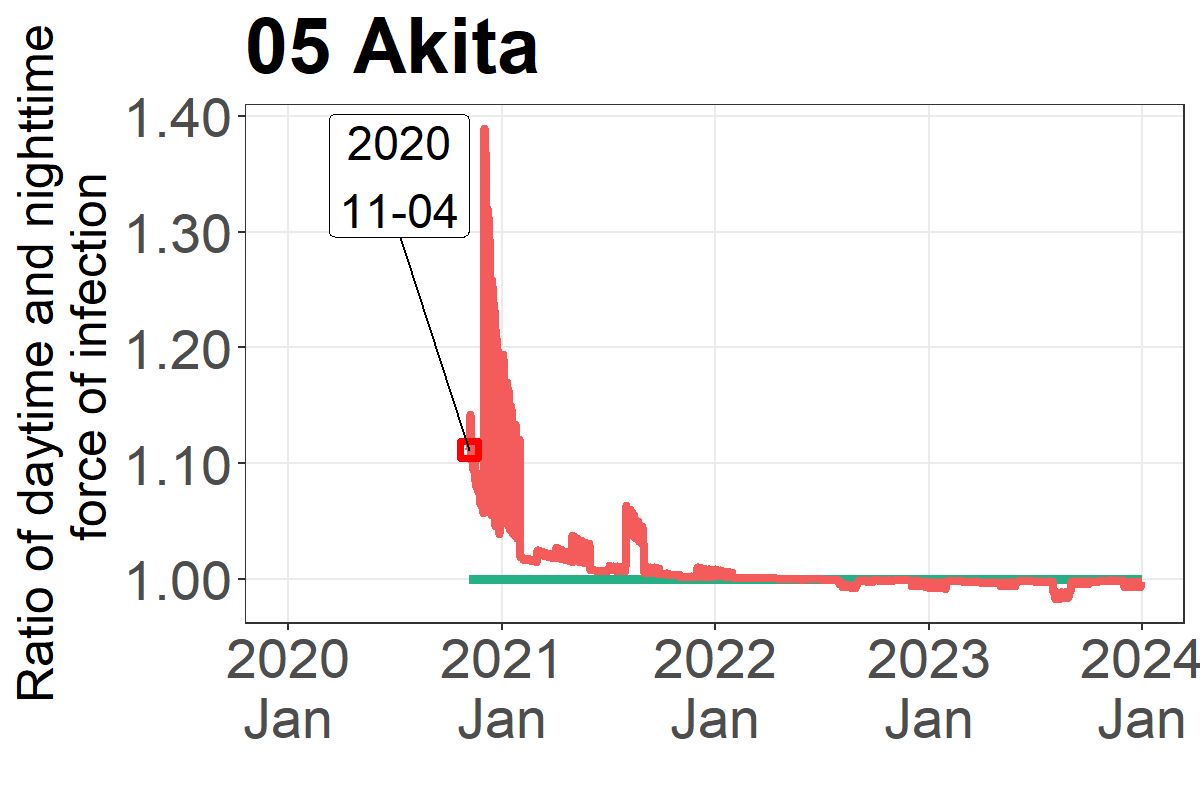 05 Akita
Ratio of daytime and nighttime
force of infection
1.40
1.30
1.20
1.10
1.00
2020
11-04
2020
Jan
2021
Jan
2022
Jan
2023
Jan
2024
Jan